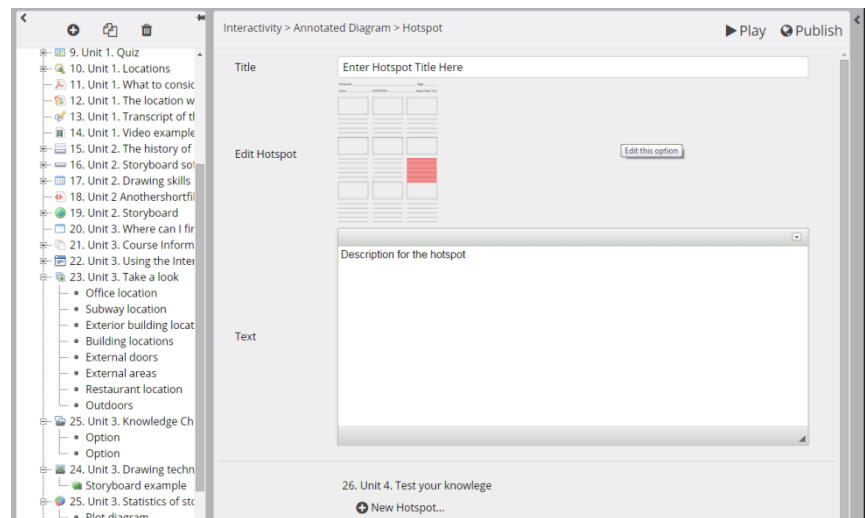 Interactivity > Annotated Diagram > Hotspot
Play
Publish
9. Unit 1. Quiz
10. Unit 1. Locations
11. Unit 1. What to consid
12. Unit 1. The location w
13. Unit 1. Transcript of th
14. Unit 1. Video example
15. Unit 2. The history of
16. Unit 2. Storyboard sof
17. Unit 2. Drawing skills
18. Unit 2 Anothershortfil
19. Unit 2. Storyboard
20. Unit 3. Where can I fin
21. Unit 3. Course Inform
22. Unit 3. Using the Inter
23. Unit 3. Take a look
Office location
Subway location
Exterior building locat
Building locations
External doors
External areas
Restaurant location
Outdoors
25. Unit 3. Knowledge Ch
Option
Option
24. Unit 3. Drawing techn
Storyboard example
25. Unit 3. Statistics of sto
Plot diagram
Title
Enter Hotspot Title Here
Edit Hotspot
Edit this option
Text
Description for the hotspot
26. Unit 4. Test your knowlege
New Hotspot...